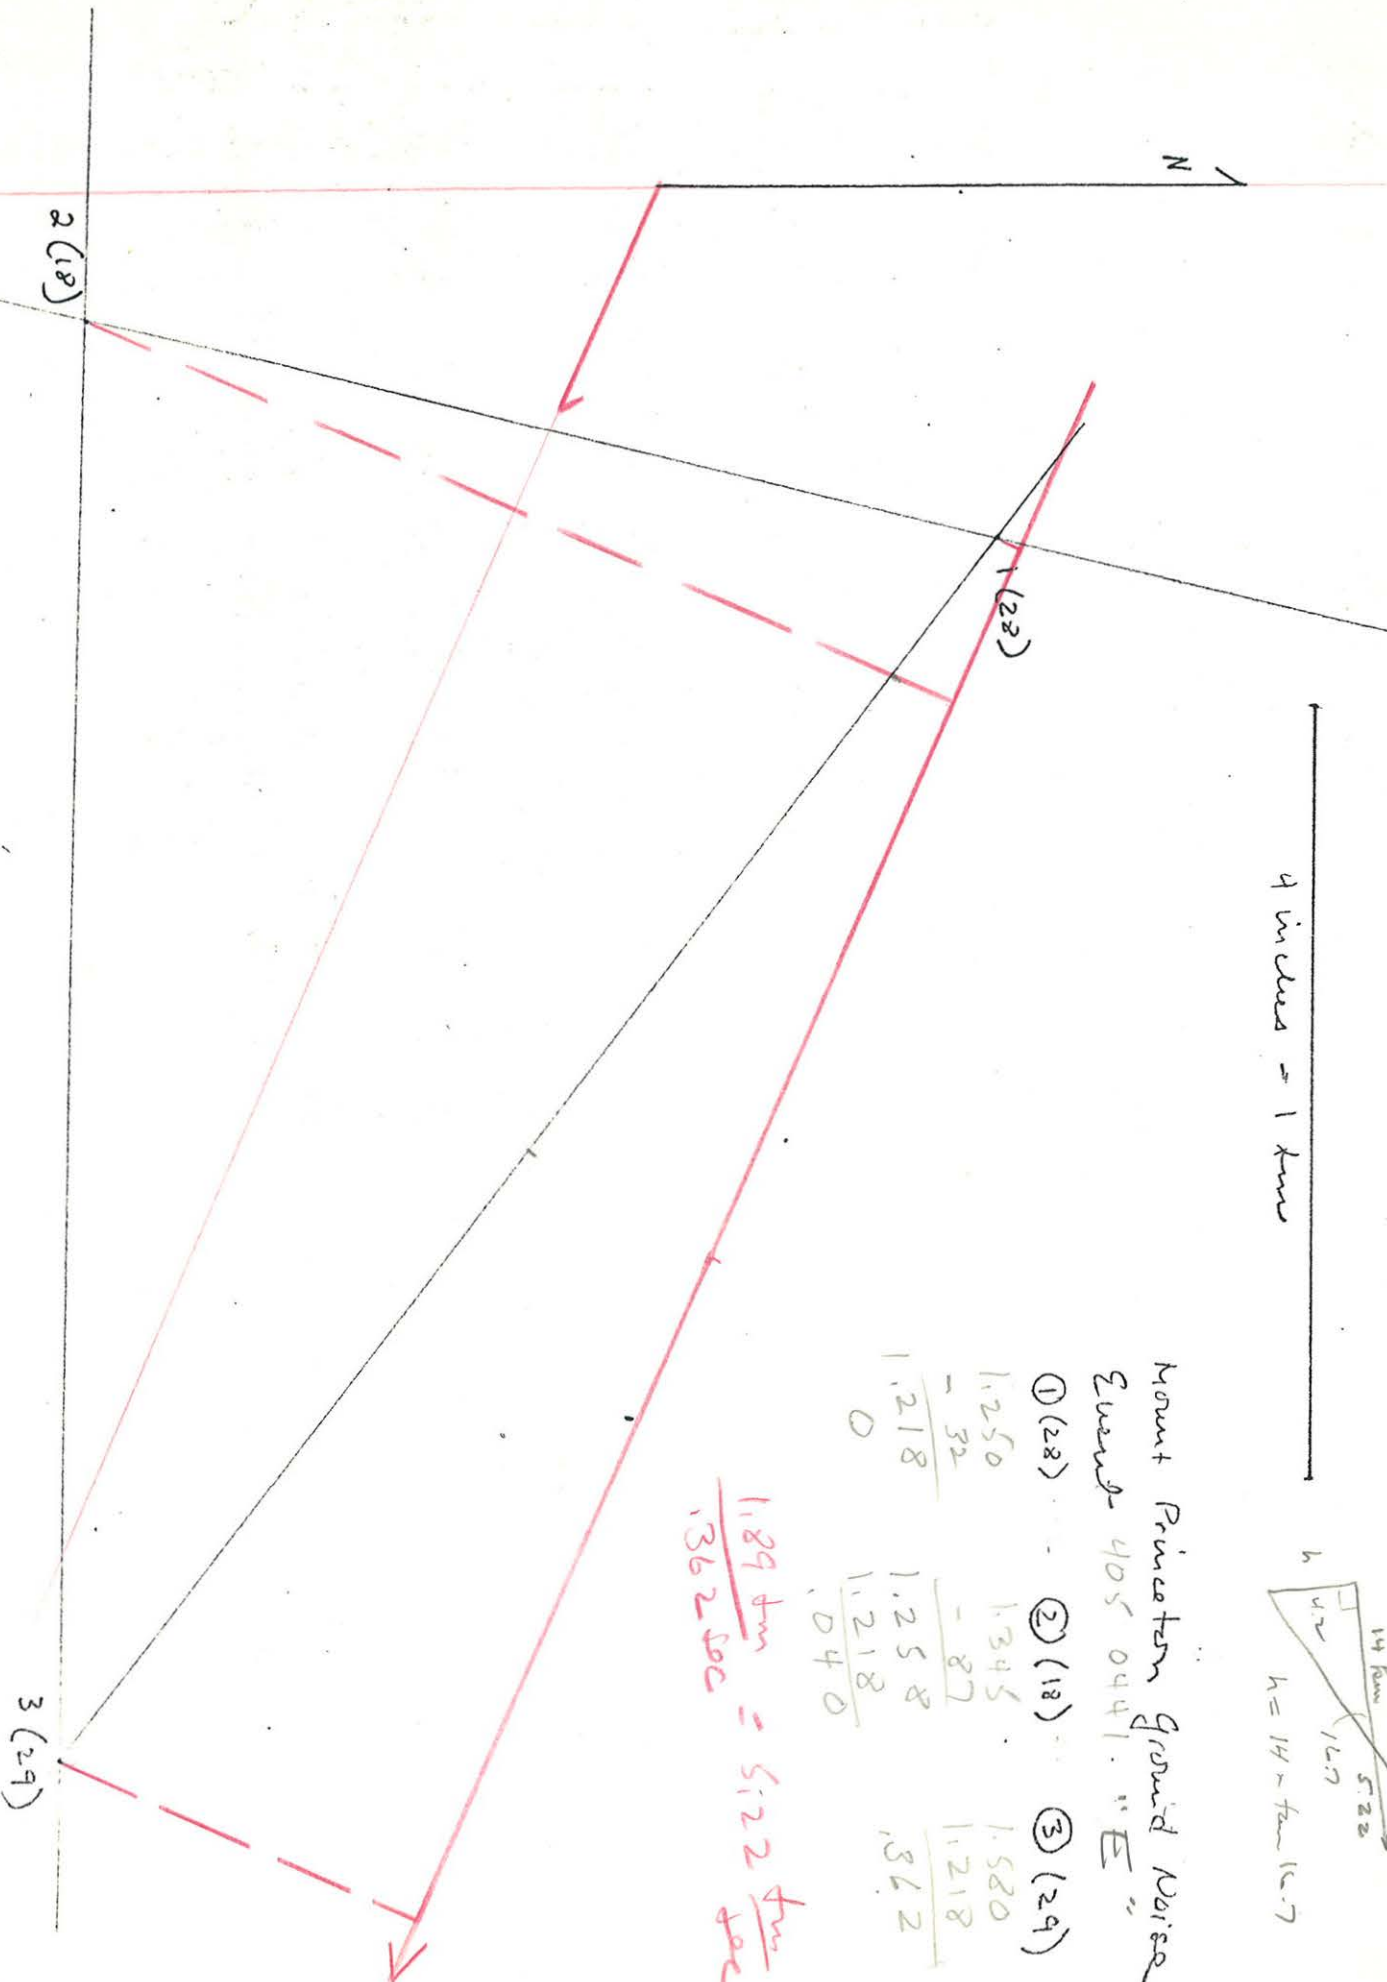 N
2 (18)
1 (28)
3 (29)
4 inches = 1 km
h
4.2
14 km
16.7
5.22
h = 14 × tan 16.7
Mount Princeton Ground Noise
Event 405 0441. "E"
① (28) ② (18) ③ (29)
1.250 1.345 1.580
- 32 - 87 1.218
1.218 1.258 .362
0 1.218
.040
1.89 km = 5.22 km
.362 sec sec